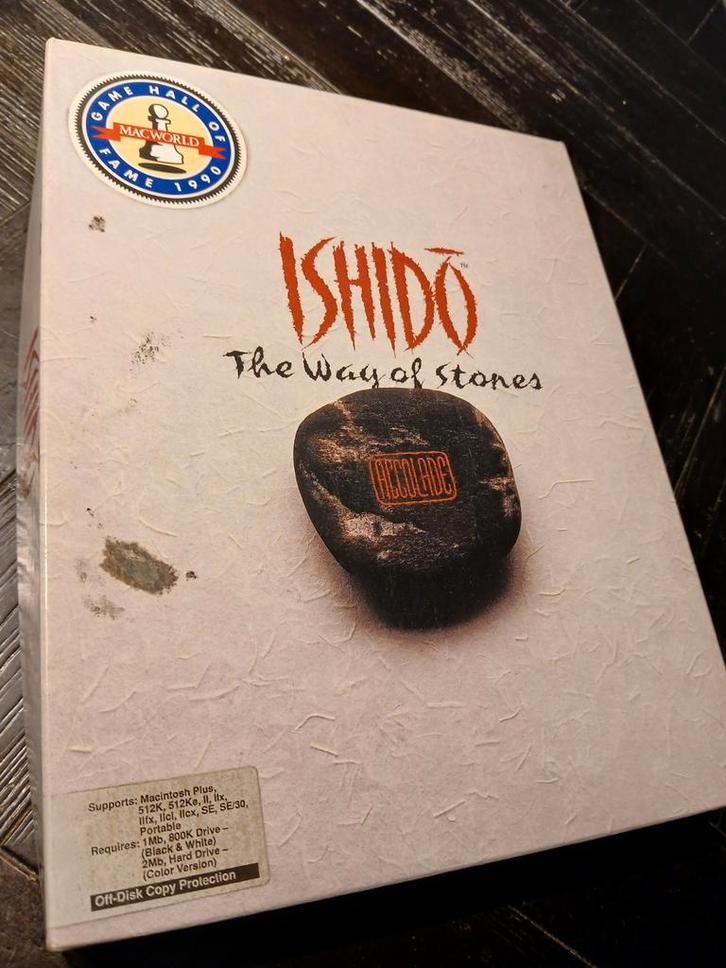 GAME HALL OF
MACWORLD
FAME 1990
ISHIDŌ™
The Way of Stones
ACCOLADE
Supports: Macintosh Plus,
512K, 512Ke, II, IIx,
IIfx, IIci, IIcx, SE, SE/30,
Portable
Requires: 1Mb, 800K Drive –
(Black & White)
2Mb, Hard Drive –
(Color Version)
Off-Disk Copy Protection